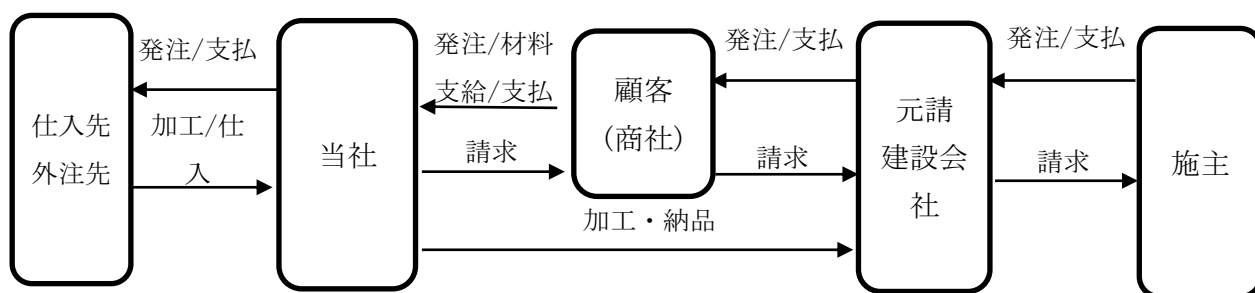 仕入先
外注先
発注/支払
加工/仕
入
当社
発注/材料
支給/支払
請求
顧客
(商社)
発注/支払
請求
加工・納品
元請
建設会
社
発注/支払
請求
施主